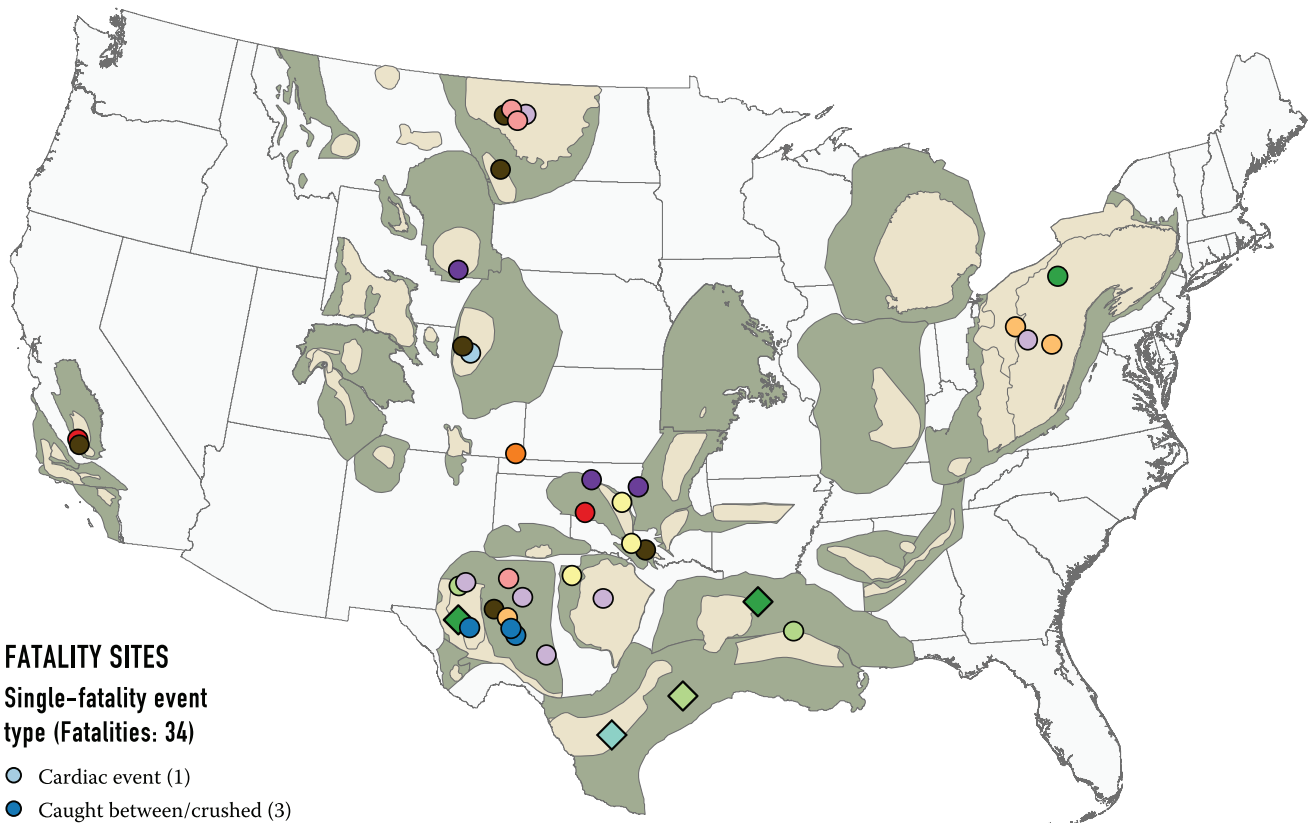 FATALITY SITES
Single-fatality event
type (Fatalities: 34)
Cardiac event (1)
Caught between/crushed (3)